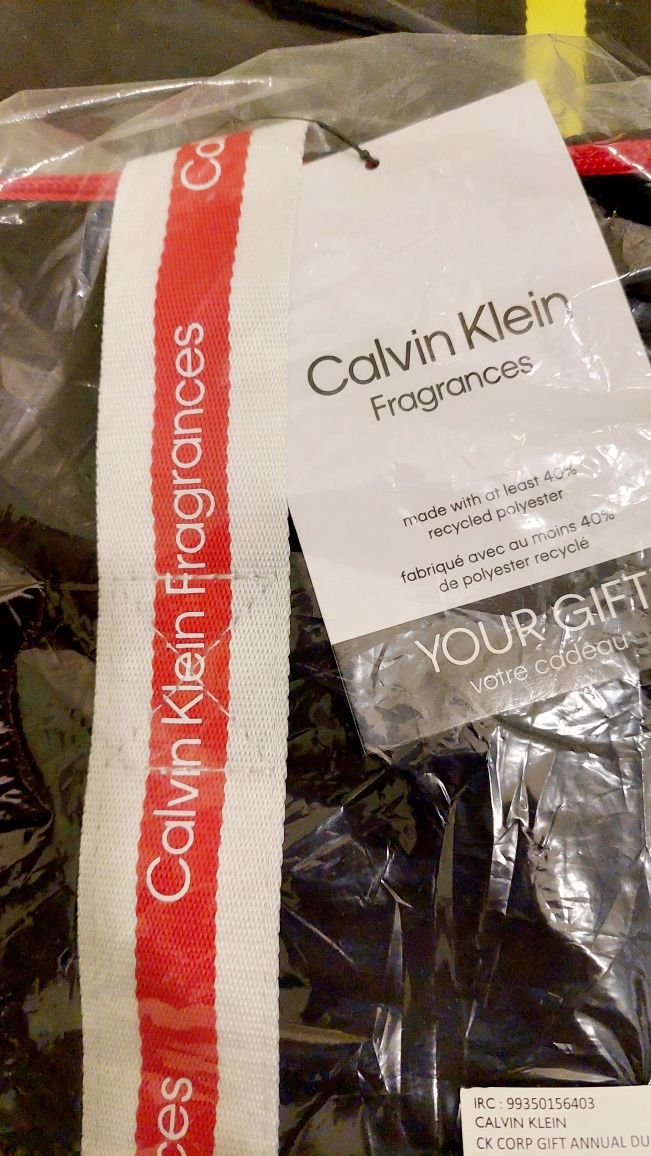 Calvin Klein Fragrances
Calvin Klein
Fragrances
made with at least 40%
recycled polyester
fabriqué avec au moins 40%
de polyester recyclé
YOUR GIFT
votre cadeau
IRC : 99350156403
CALVIN KLEIN
CK CORP GIFT ANNUAL DU